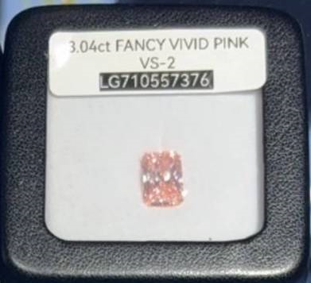 3.04ct FANCY VIVID PINK
VS-2
LG710557376